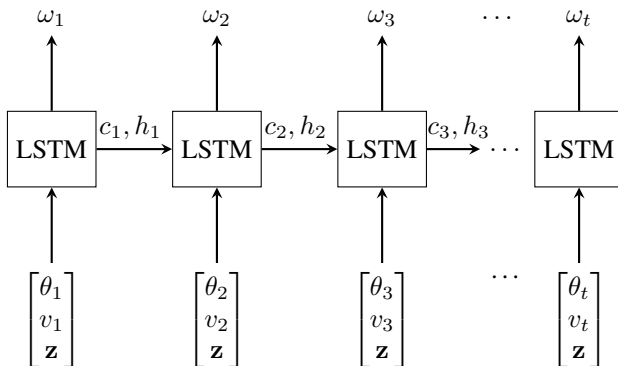 ω₁ ω₂ ω₃ ⋯ ωₜ
c₁, h₁ c₂, h₂ c₃, h₃
LSTM LSTM LSTM ⋯ LSTM
⋯
θ₁ θ₂ θ₃ θₜ
v₁ v₂ v₃ vₜ
z z z z